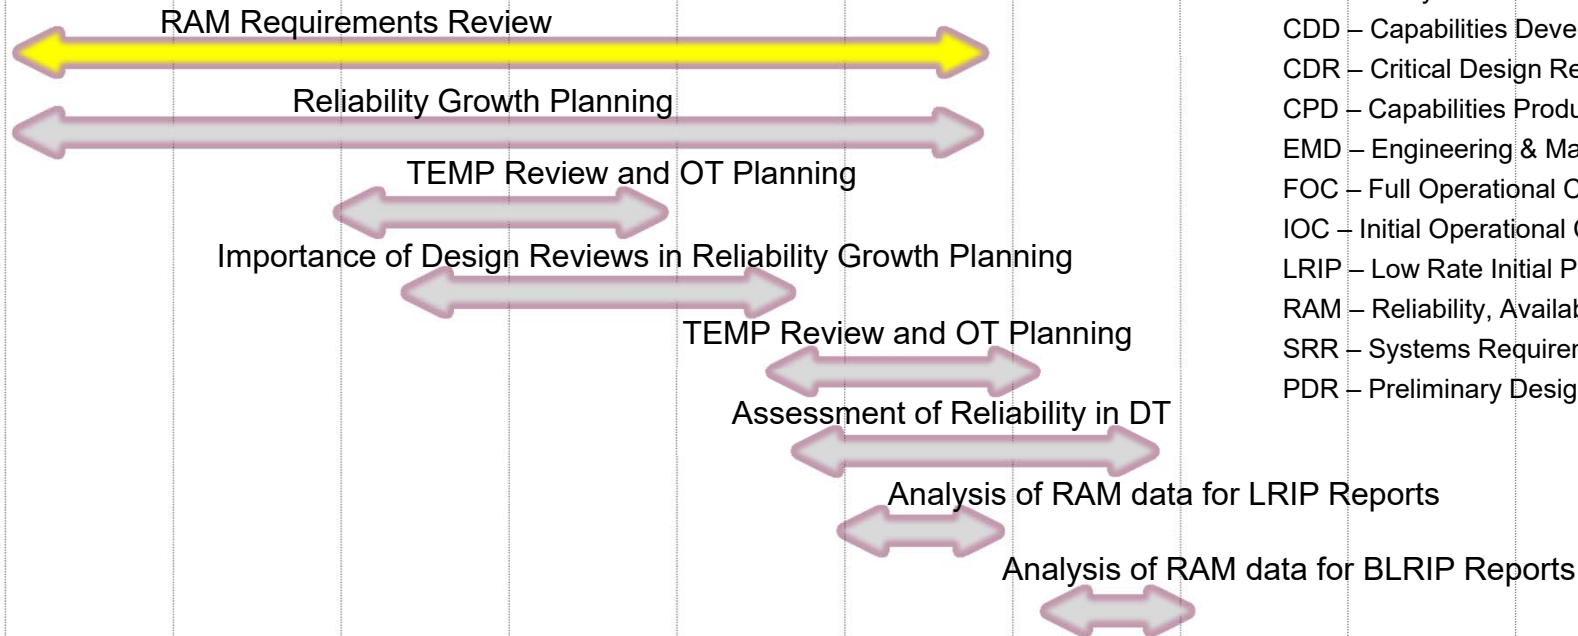 RAM Requirements Review
Reliability Growth Planning
TEMP Review and OT Planning
Importance of Design Reviews in Reliability Growth Planning
TEMP Review and OT Planning
Assessment of Reliability in DT
Analysis of RAM data for LRIP Reports
Analysis of RAM data for BLRIP Reports
CDD – Capabilities Deve
CDR – Critical Design Re
CPD – Capabilities Produ
EMD – Engineering & Ma
FOC – Full Operational C
IOC – Initial Operational
LRIP – Low Rate Initial P
RAM – Reliability, Availab
SRR – Systems Requirer
PDR – Preliminary Desig